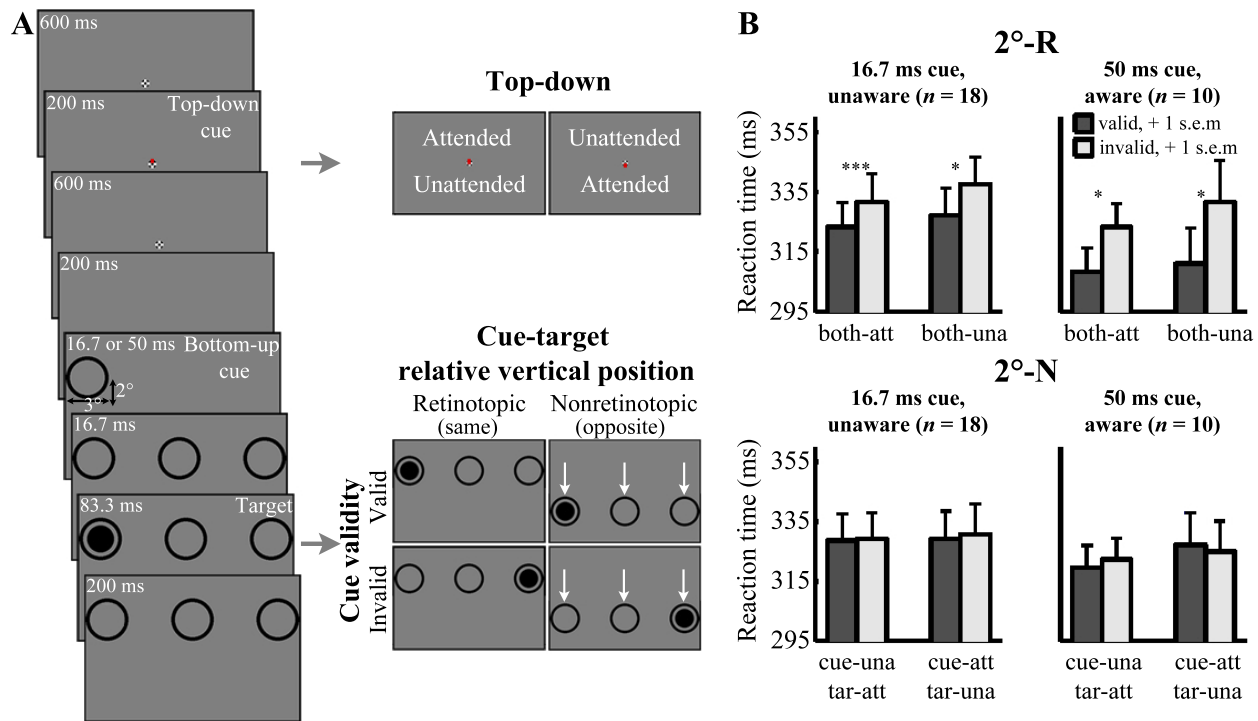 A
600 ms
200 ms
Top-down
cue
600 ms
200 ms
16.7 or 50 ms
Bottom-up
cue
2°
3°
16.7 ms
83.3 ms
Target
200 ms
Top-down
Attended
Unattended
Unattended
Attended
Cue-target
relative vertical position
Retinotopic
(same)
Nonretinotopic
(opposite)
Cue validity
Valid
Invalid
B
2°-R
16.7 ms cue,
unaware (n = 18)
50 ms cue,
aware (n = 10)
valid, + 1 s.e.m
invalid, + 1 s.e.m
Reaction time (ms)
355
335
315
295
***
*
*
*
both-att
both-una
both-att
both-una
2°-N
16.7 ms cue,
unaware (n = 18)
50 ms cue,
aware (n = 10)
Reaction time (ms)
355
335
315
295
cue-una
tar-att
cue-att
tar-una
cue-una
tar-att
cue-att
tar-una